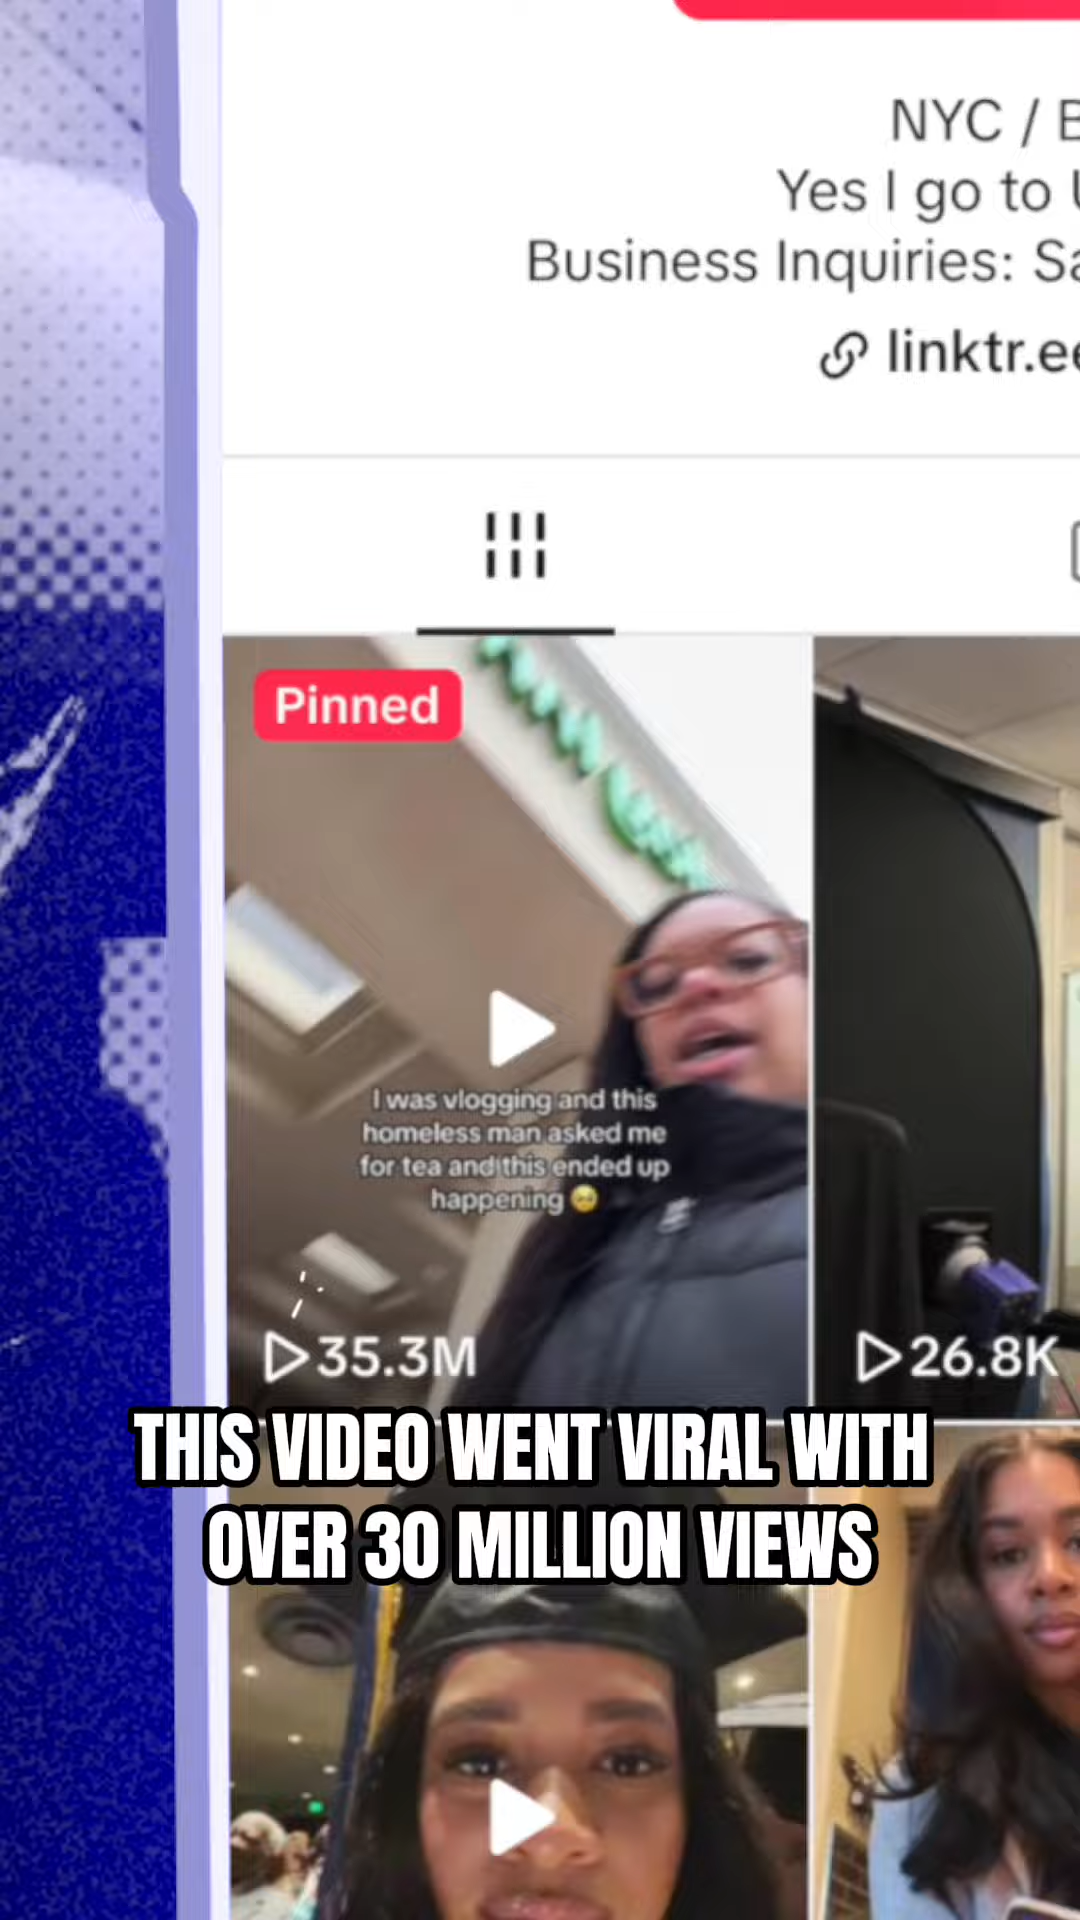 NYC / B
Yes I go to
Business Inquiries: Sa
linktr.ee
Pinned
I was vlogging and this
homeless man asked me
for tea and this ended up
happening 🥹
35.3M
26.8K
THIS VIDEO WENT VIRAL WITH
OVER 30 MILLION VIEWS